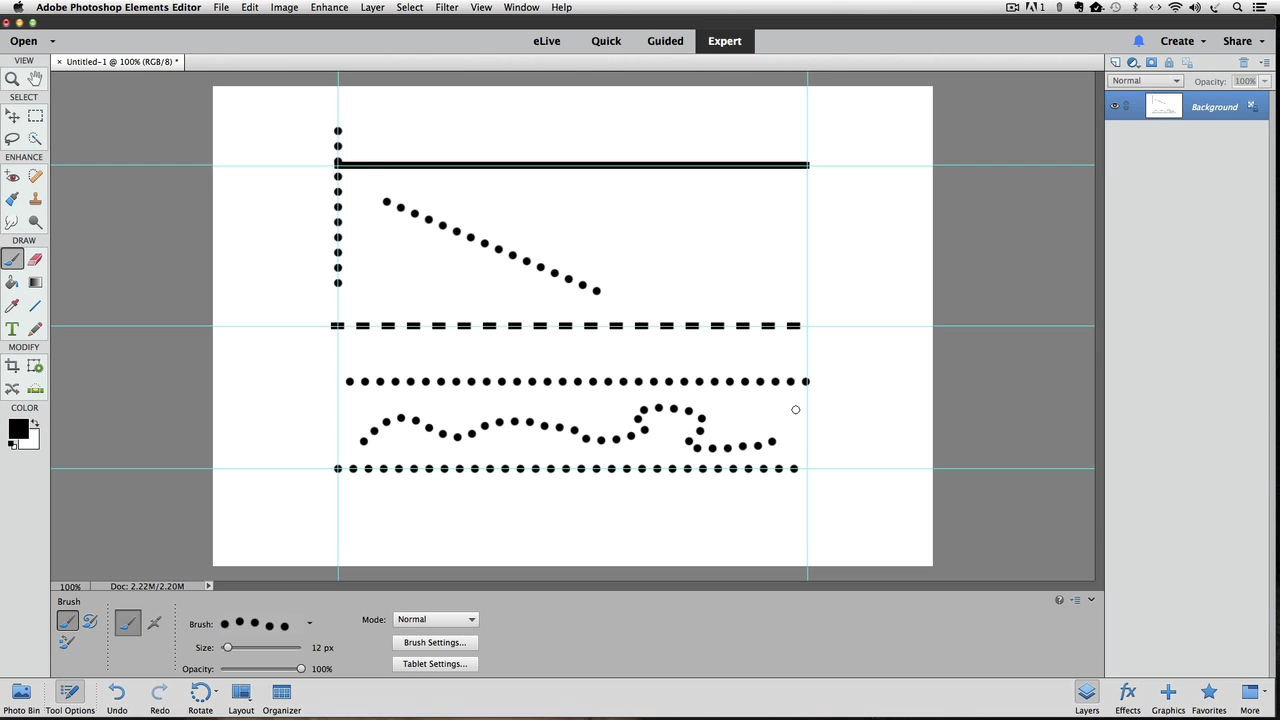 Adobe Photoshop Elements Editor File Edit Image Enhance Layer Select Filter View Window Help 1
Open eLive Quick Guided Expert Create Share
VIEW × Untitled-1 @ 100% (RGB/8) *
Normal Opacity: 100%
SELECT
Background
ENHANCE
DRAW
T
MODIFY
COLOR
100% Doc: 2.22M/2.20M
Brush
Brush: Mode: Normal
Size: 12 px Brush Settings...
Opacity: 100% Tablet Settings...
fx
Photo Bin Tool Options Undo Redo Rotate Layout Organizer Layers Effects Graphics Favorites More